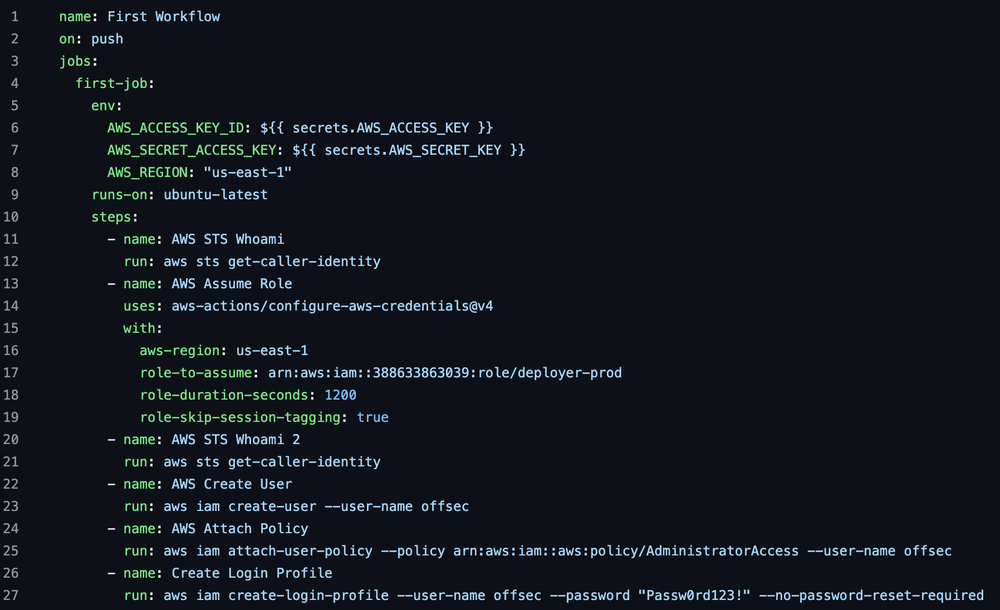 1 name: First Workflow
2 on: push
3 jobs:
4   first-job:
5     env:
6       AWS_ACCESS_KEY_ID: ${{ secrets.AWS_ACCESS_KEY }}
7       AWS_SECRET_ACCESS_KEY: ${{ secrets.AWS_SECRET_KEY }}
8       AWS_REGION: "us-east-1"
9     runs-on: ubuntu-latest
10     steps:
11       - name: AWS STS Whoami
12         run: aws sts get-caller-identity
13       - name: AWS Assume Role
14         uses: aws-actions/configure-aws-credentials@v4
15         with:
16           aws-region: us-east-1
17           role-to-assume: arn:aws:iam::388633863039:role/deployer-prod
18           role-duration-seconds: 1200
19           role-skip-session-tagging: true
20       - name: AWS STS Whoami 2
21         run: aws sts get-caller-identity
22       - name: AWS Create User
23         run: aws iam create-user --user-name offsec
24       - name: AWS Attach Policy
25         run: aws iam attach-user-policy --policy arn:aws:iam::aws:policy/AdministratorAccess --user-name offsec
26       - name: Create Login Profile
27         run: aws iam create-login-profile --user-name offsec --password "Passw0rd123!" --no-password-reset-required